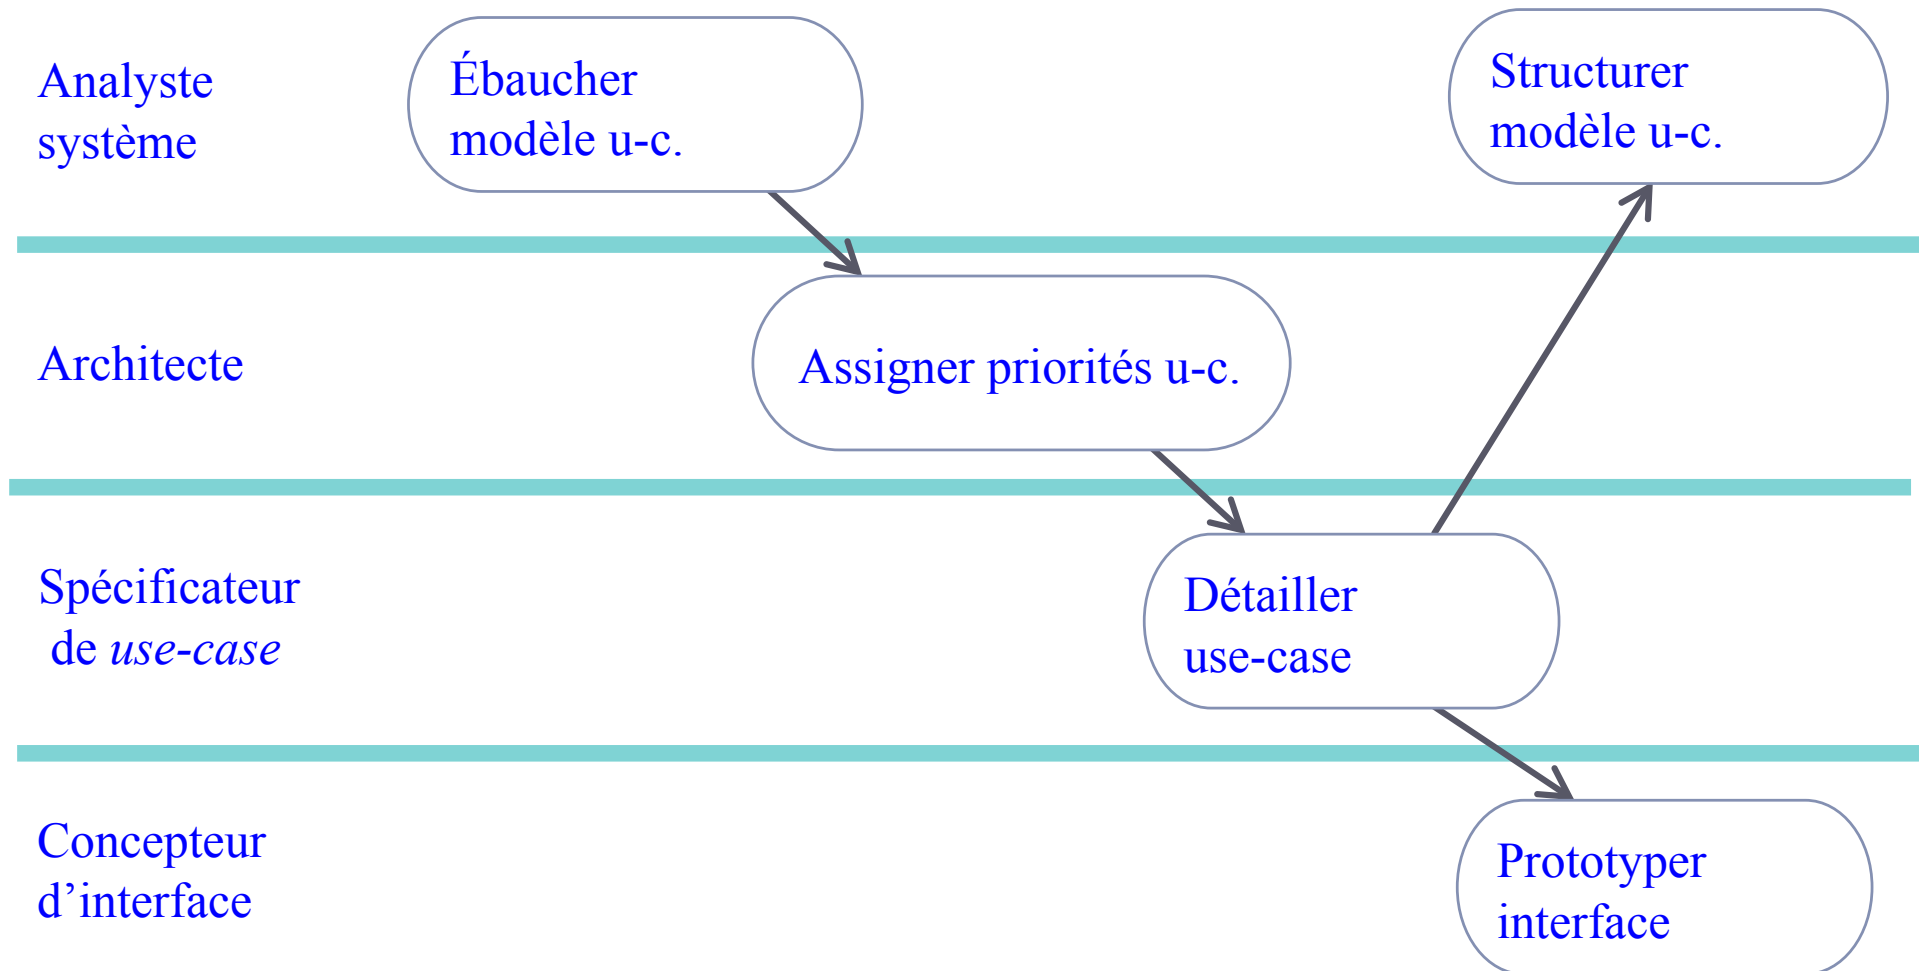 Analyste
système
Ébaucher
modèle u-c.
Structurer
modèle u-c.
Architecte
Assigner priorités u-c.
Spécificateur
de use-case
Détailler
use-case
Concepteur
d’interface
Prototyper
interface